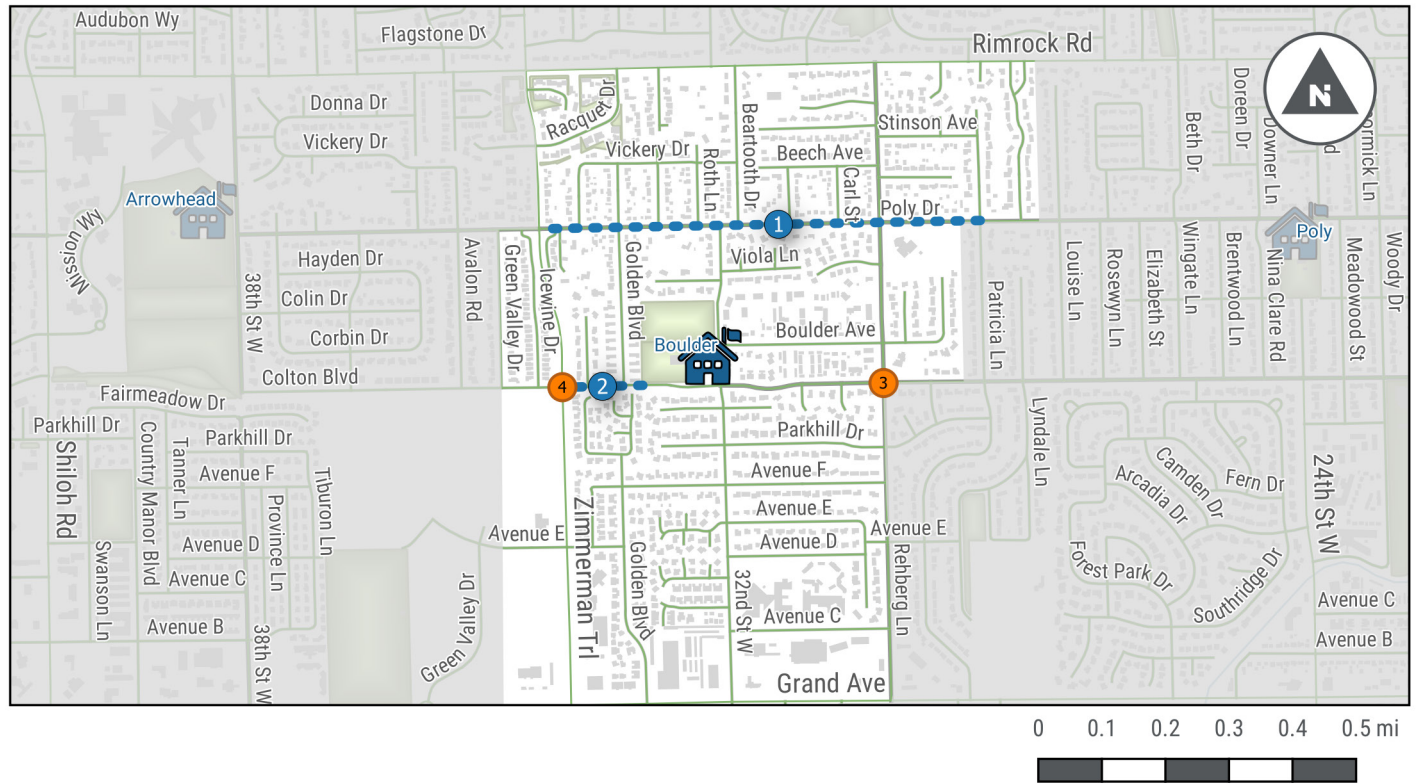 Audubon Wy
Flagstone Dr
Rimrock Rd
N
Donna Dr
Vickery Dr
Racquet Dr
Vickery Dr
Roth Ln
Beartooth Dr
Beech Ave
Carl St
Stinson Ave
Poly Dr
Beth Dr
Doreen Dr
Downer Ln
Arrowhead
Mission Wy
1
Poly
Hayden Dr
Colin Dr
Corbin Dr
Colton Blvd
38th St W
Avalon Rd
Green Valley Dr
Icewine Dr
Golden Blvd
Viola Ln
Boulder Ave
Boulder
Patricia Ln
Louise Ln
Rosewyn Ln
Elizabeth St
Wingate Ln
Brentwood Ln
Nina Clare Rd
Meadowood St
Woody Dr
4
2
3
Fairmeadow Dr
Parkhill Dr
Parkhill Dr
Avenue F
Avenue D
Avenue C
Avenue B
Shiloh Rd
Country Manor Blvd
Tanner Ln
Swanson Ln
Province Ln
Tiburon Ln
38th St W
Green Valley Dr
Avenue E
Zimmerman Trl
Golden Blvd
Parkhill Dr
Avenue F
Avenue E
Avenue D
32nd St W
Avenue C
Grand Ave
Avenue E
Rehberg Ln
Lyndale Ln
Camden Dr
Arcadia Dr
Fern Dr
Forest Park Dr
Southridge Dr
24th St W
Avenue C
Avenue B
0 0.1 0.2 0.3 0.4 0.5 mi